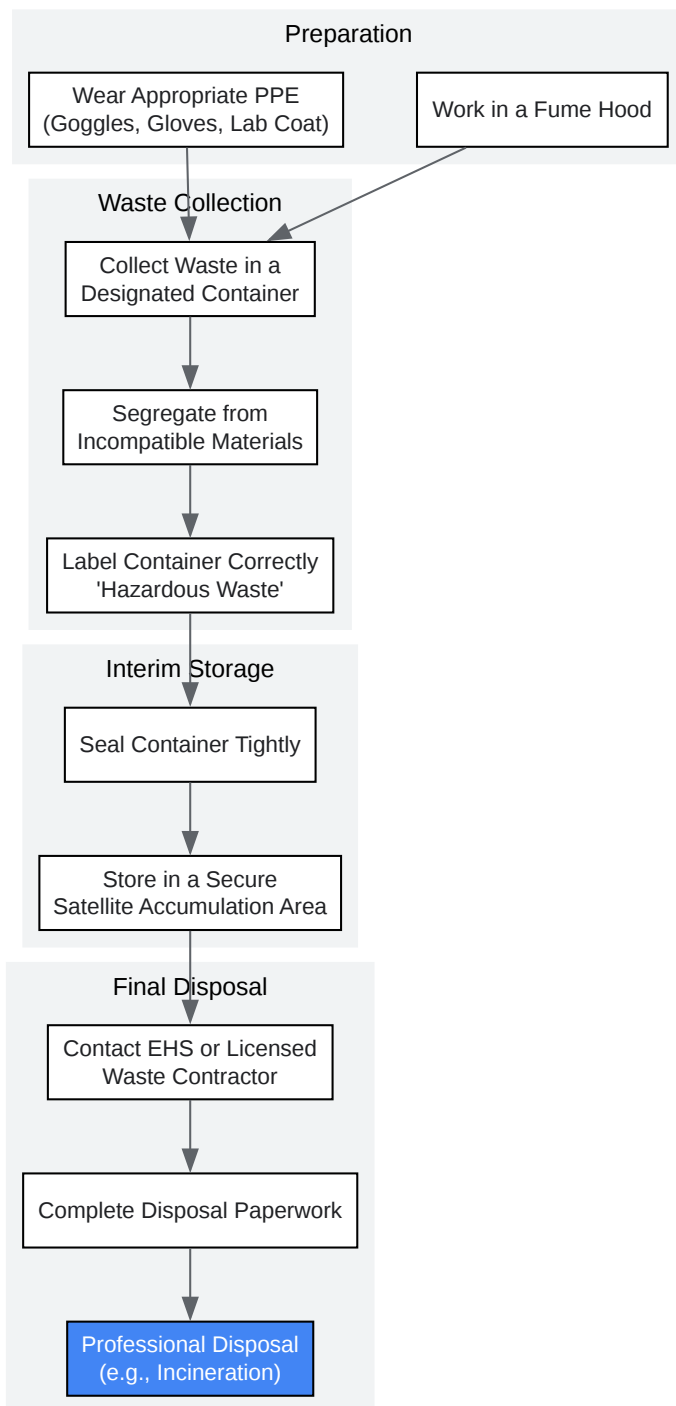 Preparation
Wear Appropriate PPE
(Goggles, Gloves, Lab Coat)
Work in a Fume Hood
Waste Collection
Collect Waste in a
Designated Container
Segregate from
Incompatible Materials
Label Container Correctly
'Hazardous Waste'
Interim Storage
Seal Container Tightly
Store in a Secure
Satellite Accumulation Area
Final Disposal
Contact EHS or Licensed
Waste Contractor
Complete Disposal Paperwork
Professional Disposal
(e.g., Incineration)